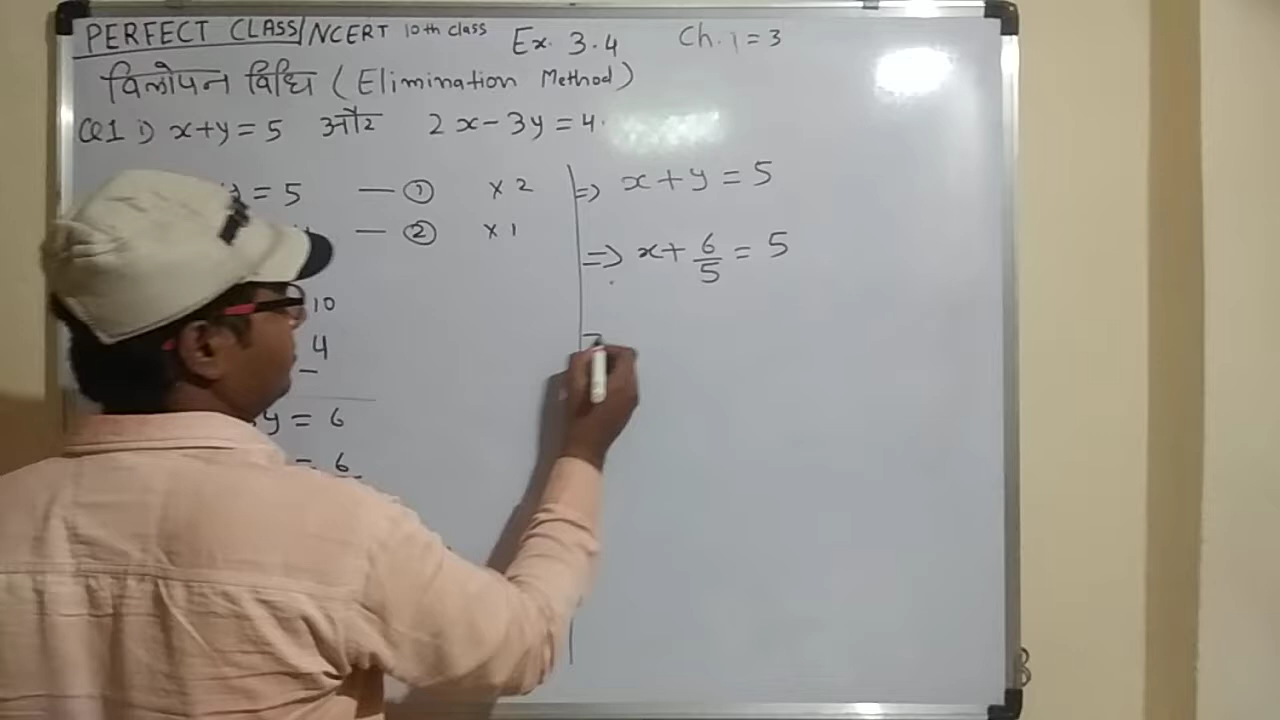 PERFECT CLASS/NCERT 10th class Ex. 3.4 Ch. 1 = 3
विलोपन विधि (Elimination Method)
Q1 i) x+y = 5 और 2x - 3y = 4.
y = 5 — ① × 2
— ② × 1
10
4
−
y = 6
= 6
=> x + y = 5
=> x + 6/5 = 5